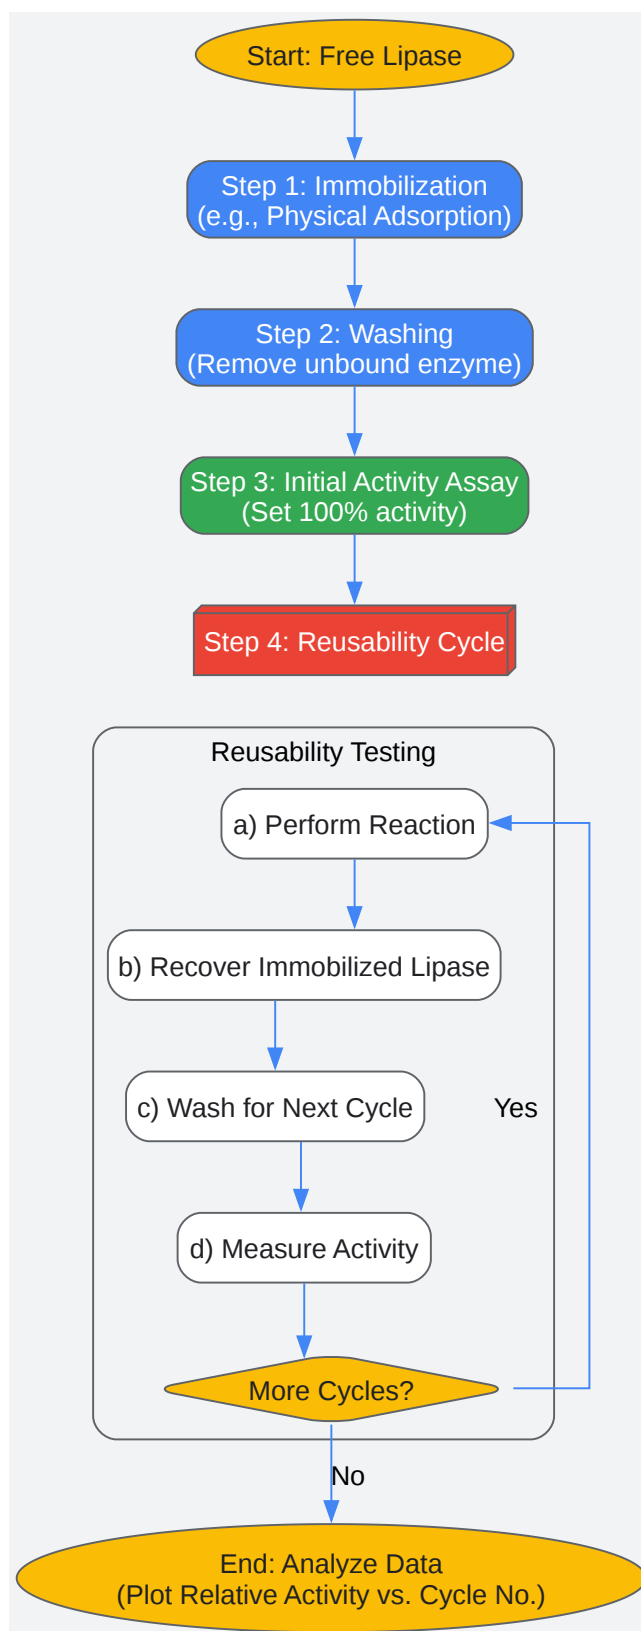 Start: Free Lipase
Step 1: Immobilization
(e.g., Physical Adsorption)
Step 2: Washing
(Remove unbound enzyme)
Step 3: Initial Activity Assay
(Set 100% activity)
Step 4: Reusability Cycle
Reusability Testing
a) Perform Reaction
b) Recover Immobilized Lipase
c) Wash for Next Cycle
Yes
d) Measure Activity
More Cycles?
No
End: Analyze Data
(Plot Relative Activity vs. Cycle No.)